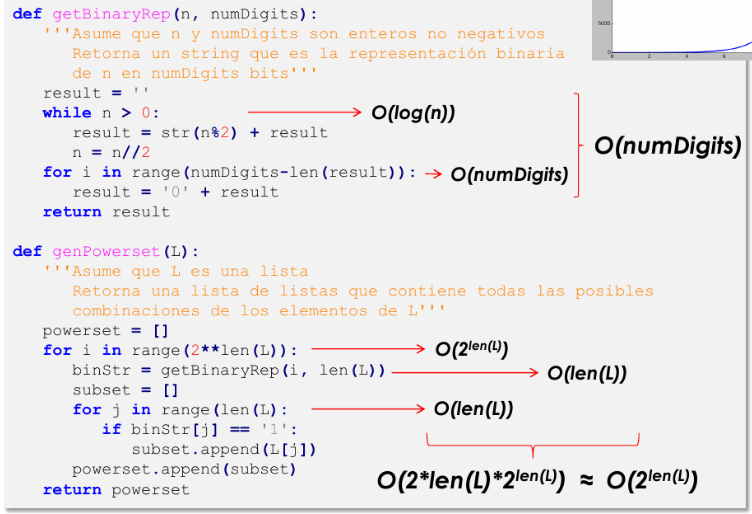 def getBinaryRep(n, numDigits):
'''Asume que n y numDigits son enteros no negativos
Retorna un string que es la representación binaria
de n en numDigits bits'''
result = ''
while n > 0: O(log(n))
result = str(n%2) + result
n = n//2
for i in range(numDigits-len(result)): O(numDigits)
result = '0' + result
return result
O(numDigits)
5000
0
0 2 4 6 8
def genPowerset(L):
'''Asume que L es una lista
Retorna una lista de listas que contiene todas las posibles
combinaciones de los elementos de L'''
powerset = []
for i in range(2**len(L)): O(2^len(L))
binStr = getBinaryRep(i, len(L)) O(len(L))
subset = []
for j in range(len(L): O(len(L))
if binStr[j] == '1':
subset.append(L[j])
powerset.append(subset)
return powerset
O(2*len(L)*2^len(L)) ≈ O(2^len(L))